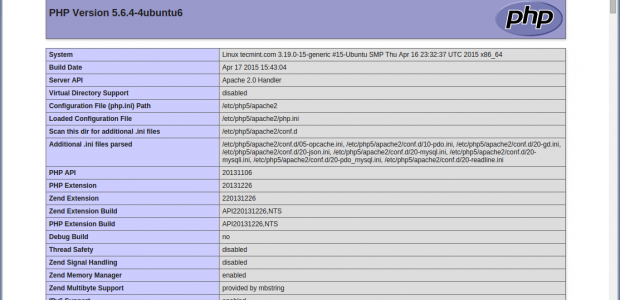 PHP Version 5.6.4-4ubuntu6
php
System Linux tecmint.com 3.19.0-15-generic #15-Ubuntu SMP Thu Apr 16 23:32:37 UTC 2015 x86_64
Build Date Apr 17 2015 15:43:04
Server API Apache 2.0 Handler
Virtual Directory Support disabled
Configuration File (php.ini) Path /etc/php5/apache2
Loaded Configuration File /etc/php5/apache2/php.ini
Scan this dir for additional .ini files /etc/php5/apache2/conf.d
Additional .ini files parsed /etc/php5/apache2/conf.d/05-opcache.ini, /etc/php5/apache2/conf.d/10-pdo.ini, /etc/php5/apache2/conf.d/20-gd.ini,
/etc/php5/apache2/conf.d/20-json.ini, /etc/php5/apache2/conf.d/20-mysql.ini, /etc/php5/apache2/conf.d/20-
mysqli.ini, /etc/php5/apache2/conf.d/20-pdo_mysql.ini, /etc/php5/apache2/conf.d/20-readline.ini
PHP API 20131106
PHP Extension 20131226
Zend Extension 220131226
Zend Extension Build API220131226,NTS
PHP Extension Build API20131226,NTS
Debug Build no
Thread Safety disabled
Zend Signal Handling disabled
Zend Memory Manager enabled
Zend Multibyte Support provided by mbstring